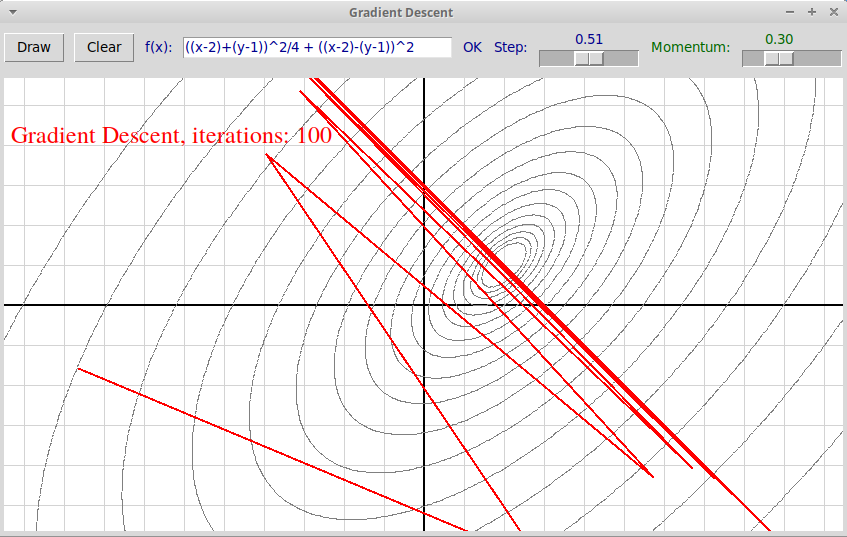 Gradient Descent
Draw Clear f(x): ((x-2)+(y-1))^2/4 + ((x-2)-(y-1))^2 OK Step: 0.51 Momentum: 0.30
Gradient Descent, iterations: 100